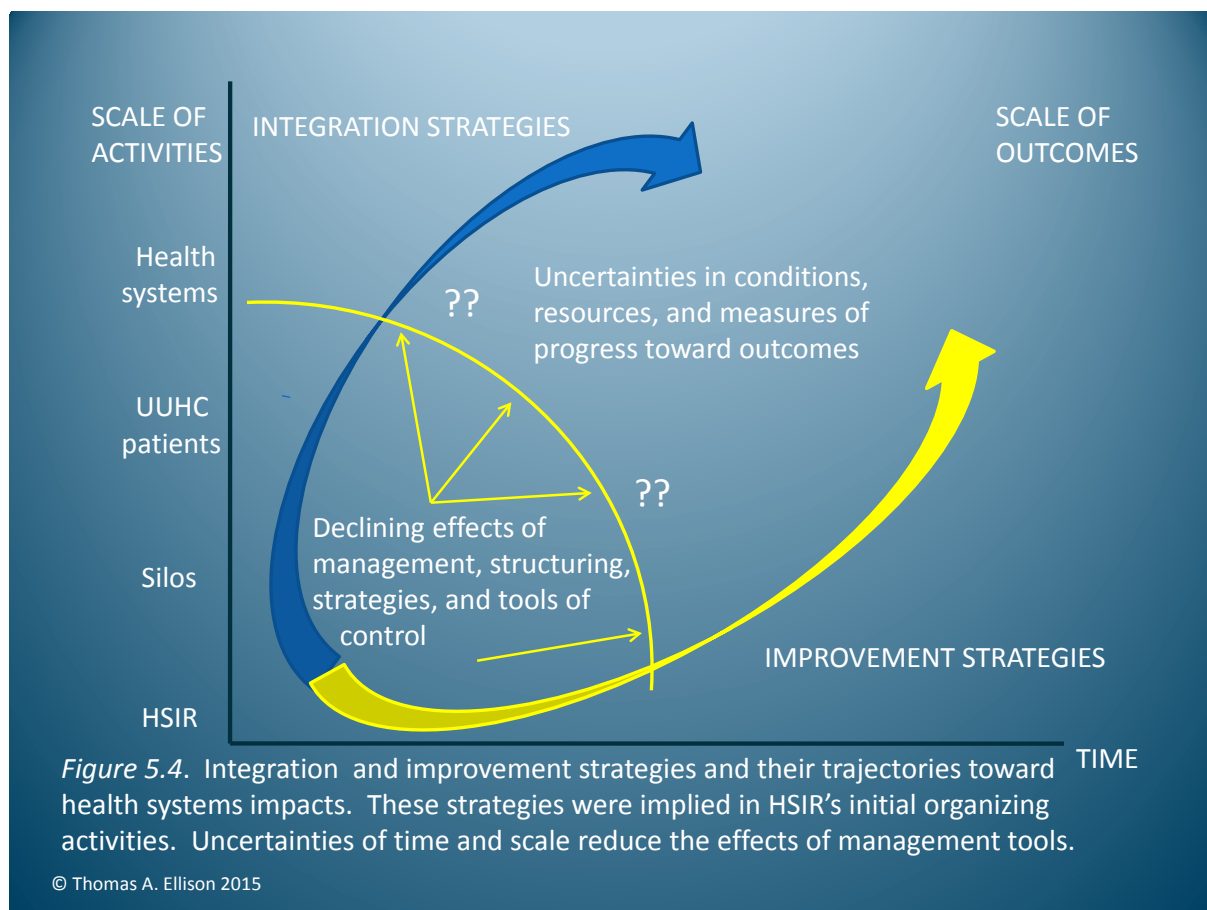 SCALE OF
ACTIVITIES
INTEGRATION STRATEGIES
SCALE OF
OUTCOMES
Health
systems
??
Uncertainties in conditions,
resources, and measures of
progress toward outcomes
UUHC
patients
??
Declining effects of
management, structuring,
strategies, and tools of
control
Silos
IMPROVEMENT STRATEGIES
HSIR
TIME
Figure 5.4.  Integration  and improvement strategies and their trajectories toward
health systems impacts.  These strategies were implied in HSIR’s initial organizing
activities.  Uncertainties of time and scale reduce the effects of management tools.
© Thomas A. Ellison 2015